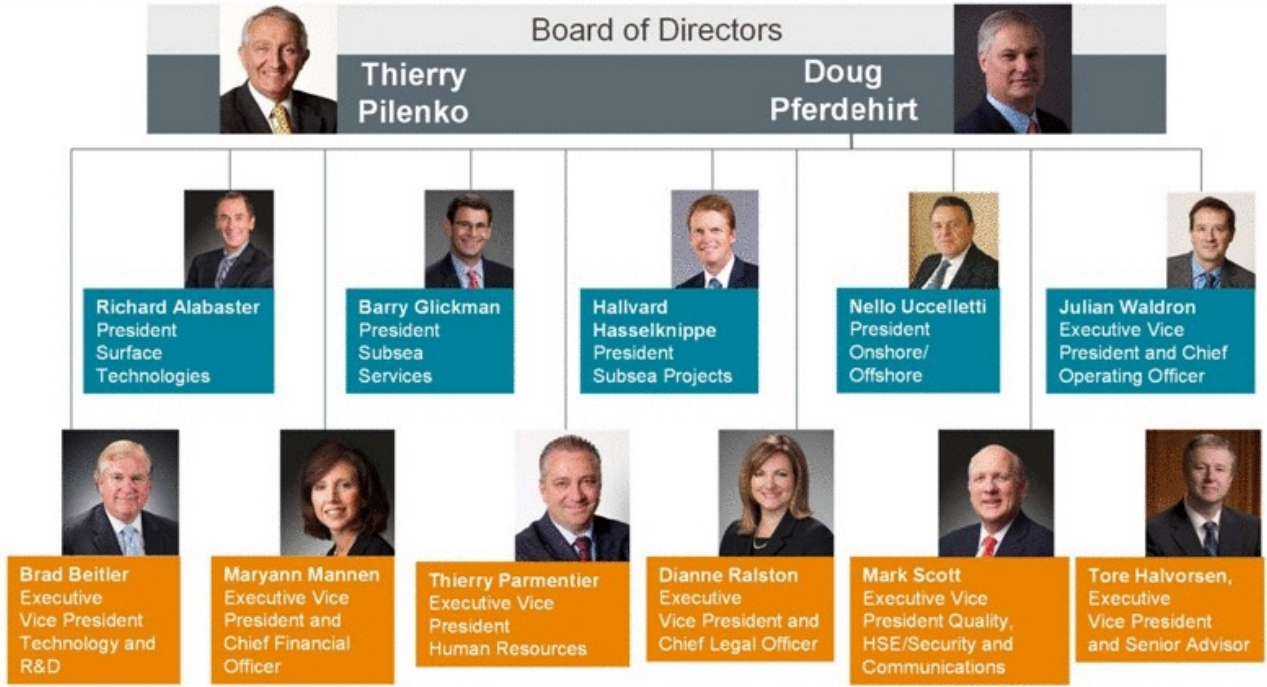 Board of Directors
Thierry
Pilenko
Doug
Pferdehirt
Richard Alabaster
President
Surface
Technologies
Barry Glickman
President
Subsea
Services
Hallvard
Hasselknippe
President
Subsea Projects
Nello Uccelletti
President
Onshore/
Offshore
Julian Waldron
Executive Vice
President and Chief
Operating Officer
Brad Beitler
Executive
Vice President
Technology and
R&D
Maryann Mannen
Executive Vice
President and
Chief Financial
Officer
Thierry Parmentier
Executive Vice
President
Human Resources
Dianne Ralston
Executive
Vice President and
Chief Legal Officer
Mark Scott
Executive Vice
President Quality,
HSE/Security and
Communications
Tore Halvorsen,
Executive
Vice President
and Senior Advisor